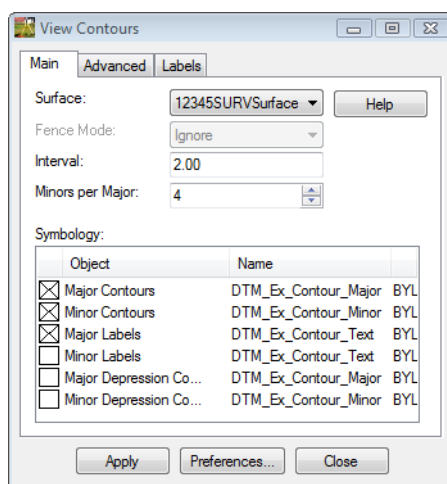 View Contours
Main Advanced Labels
Surface: 12345SURVSurface Help
Fence Mode: Ignore
Interval: 2.00
Minors per Major: 4
Symbology:
Object Name
Major Contours DTM_Ex_Contour_Major BYL
Minor Contours DTM_Ex_Contour_Minor BYL
Major Labels DTM_Ex_Contour_Text BYL
Minor Labels DTM_Ex_Contour_Text BYL
Major Depression Co... DTM_Ex_Contour_Major BYL
Minor Depression Co... DTM_Ex_Contour_Minor BYL
Apply Preferences... Close